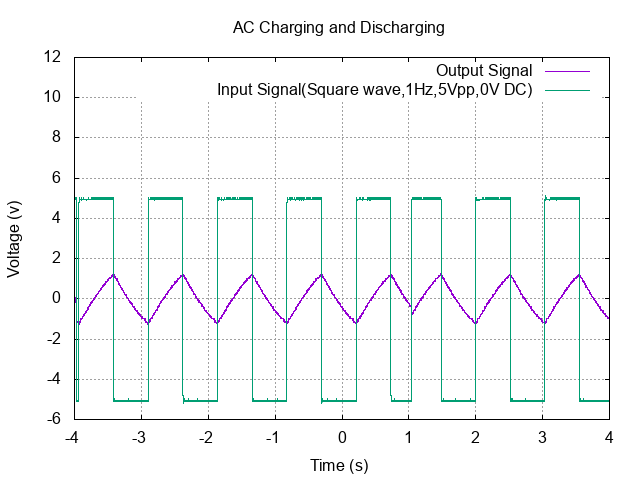 AC Charging and Discharging
Output Signal
Input Signal(Square wave,1Hz,5Vpp,0V DC)
12
10
8
6
4
2
0
-2
-4
-6
Voltage (v)
-4 -3 -2 -1 0 1 2 3 4
Time (s)